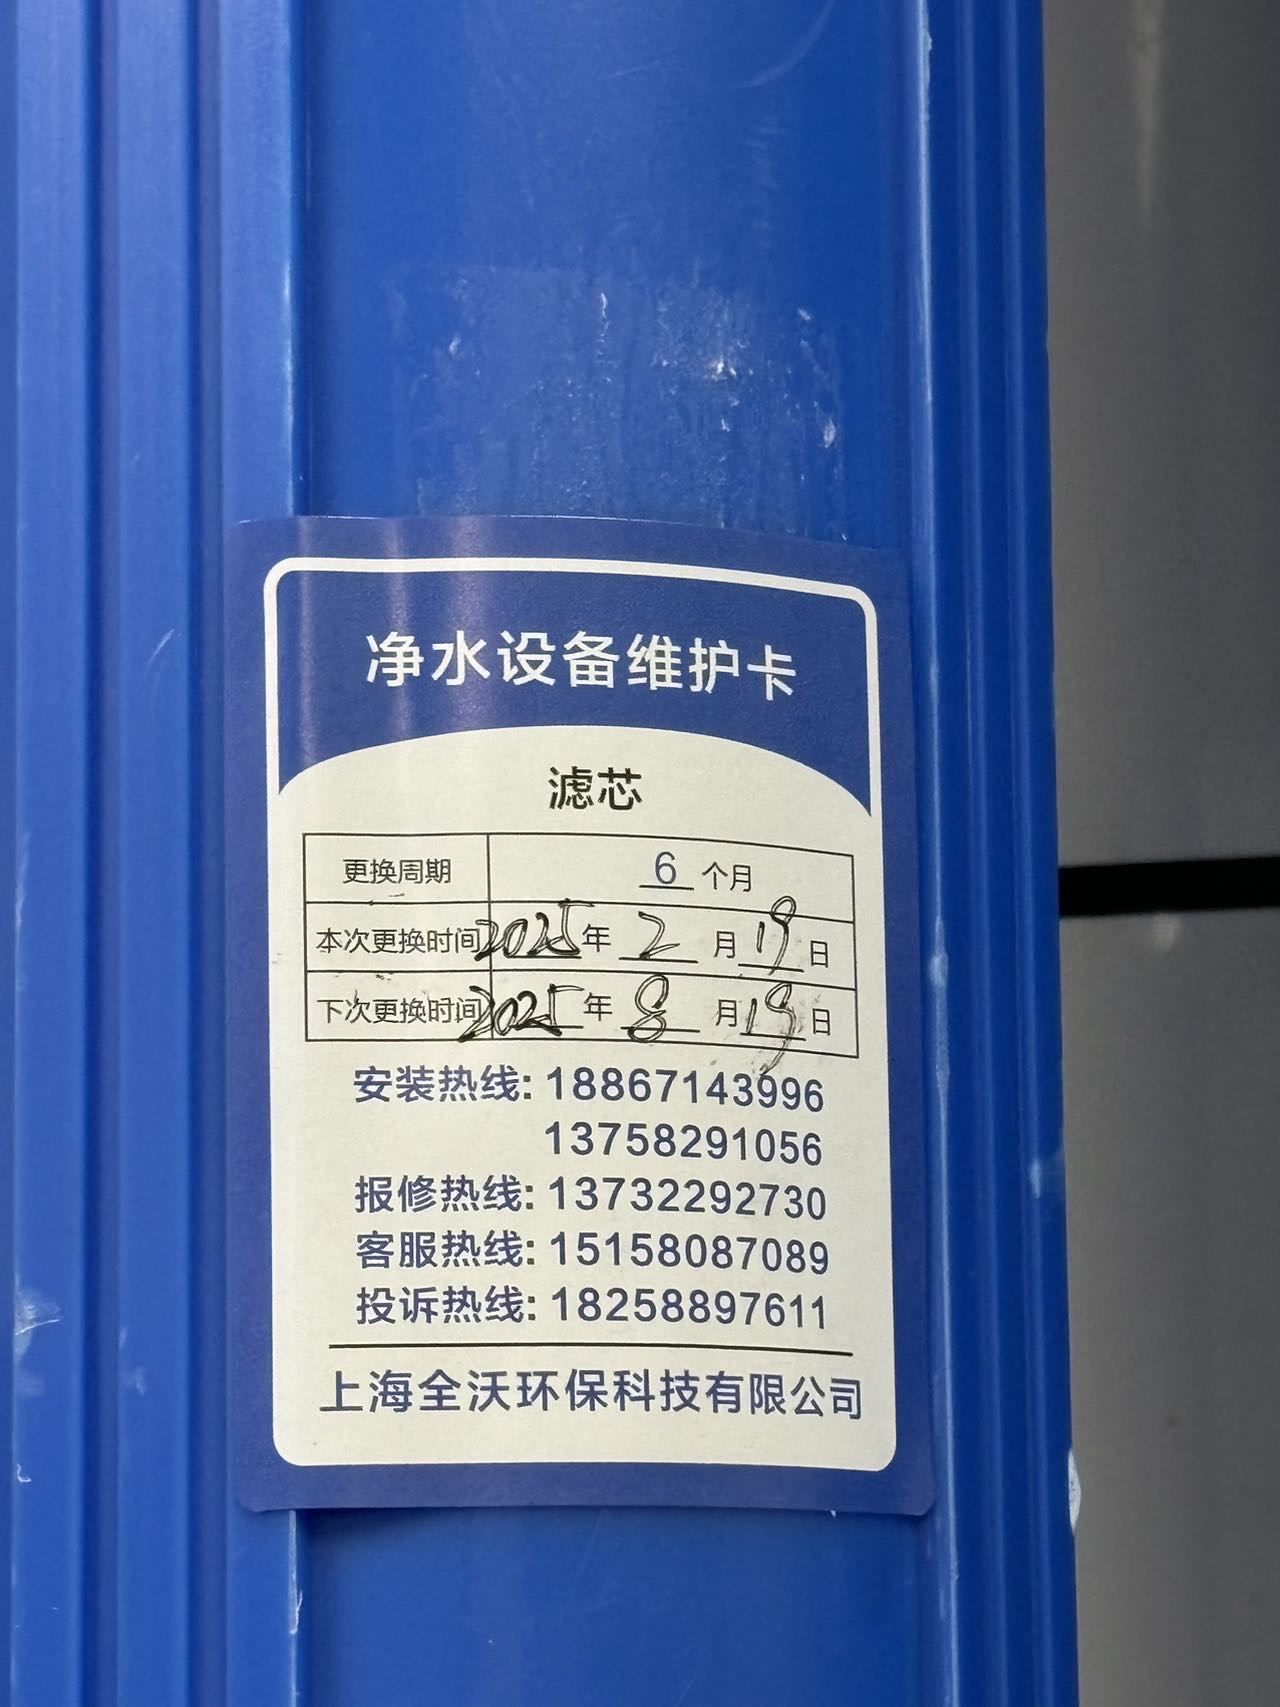 净水设备维护卡
滤芯
更换周期 6 个月
本次更换时间 2025 年 2 月 19 日
下次更换时间 2025 年 8 月 19 日
安装热线: 18867143996
13758291056
报修热线: 13732292730
客服热线: 15158087089
投诉热线: 18258897611
上海全沃环保科技有限公司